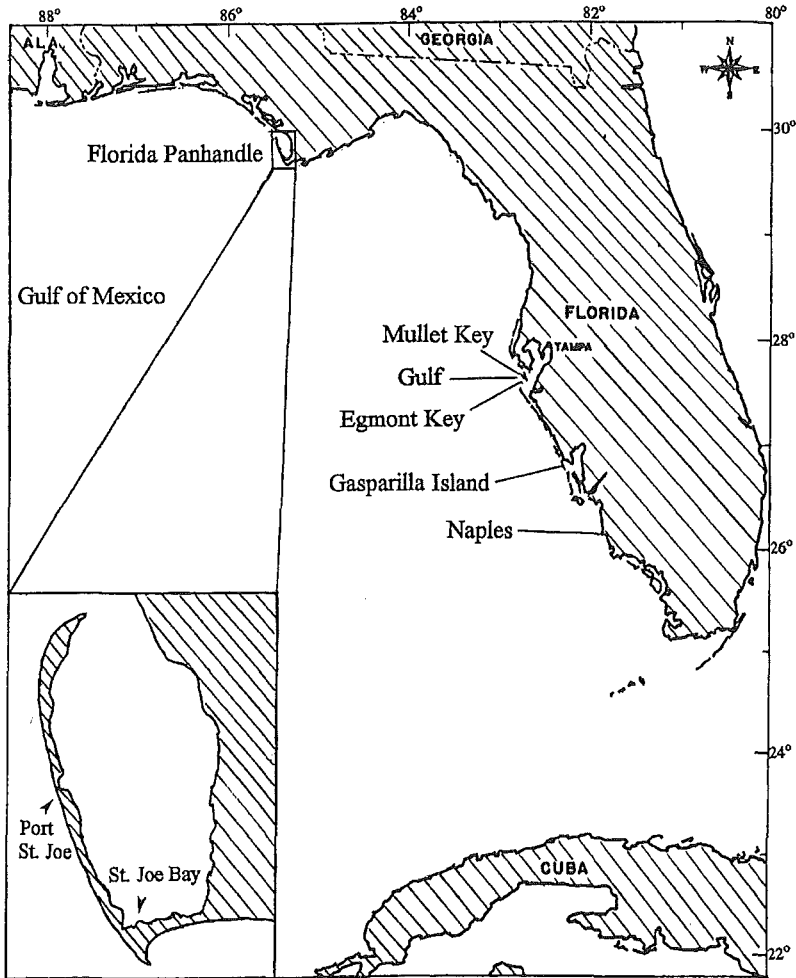 88° 86° 84° 82° 80°
ALA. GEORGIA
N
W E
S
30°
Florida Panhandle
Gulf of Mexico
FLORIDA
28°
Mullet Key
TAMPA
Gulf
Egmont Key
Gasparilla Island
Naples
26°
Port
St. Joe
St. Joe Bay
24°
CUBA
22°